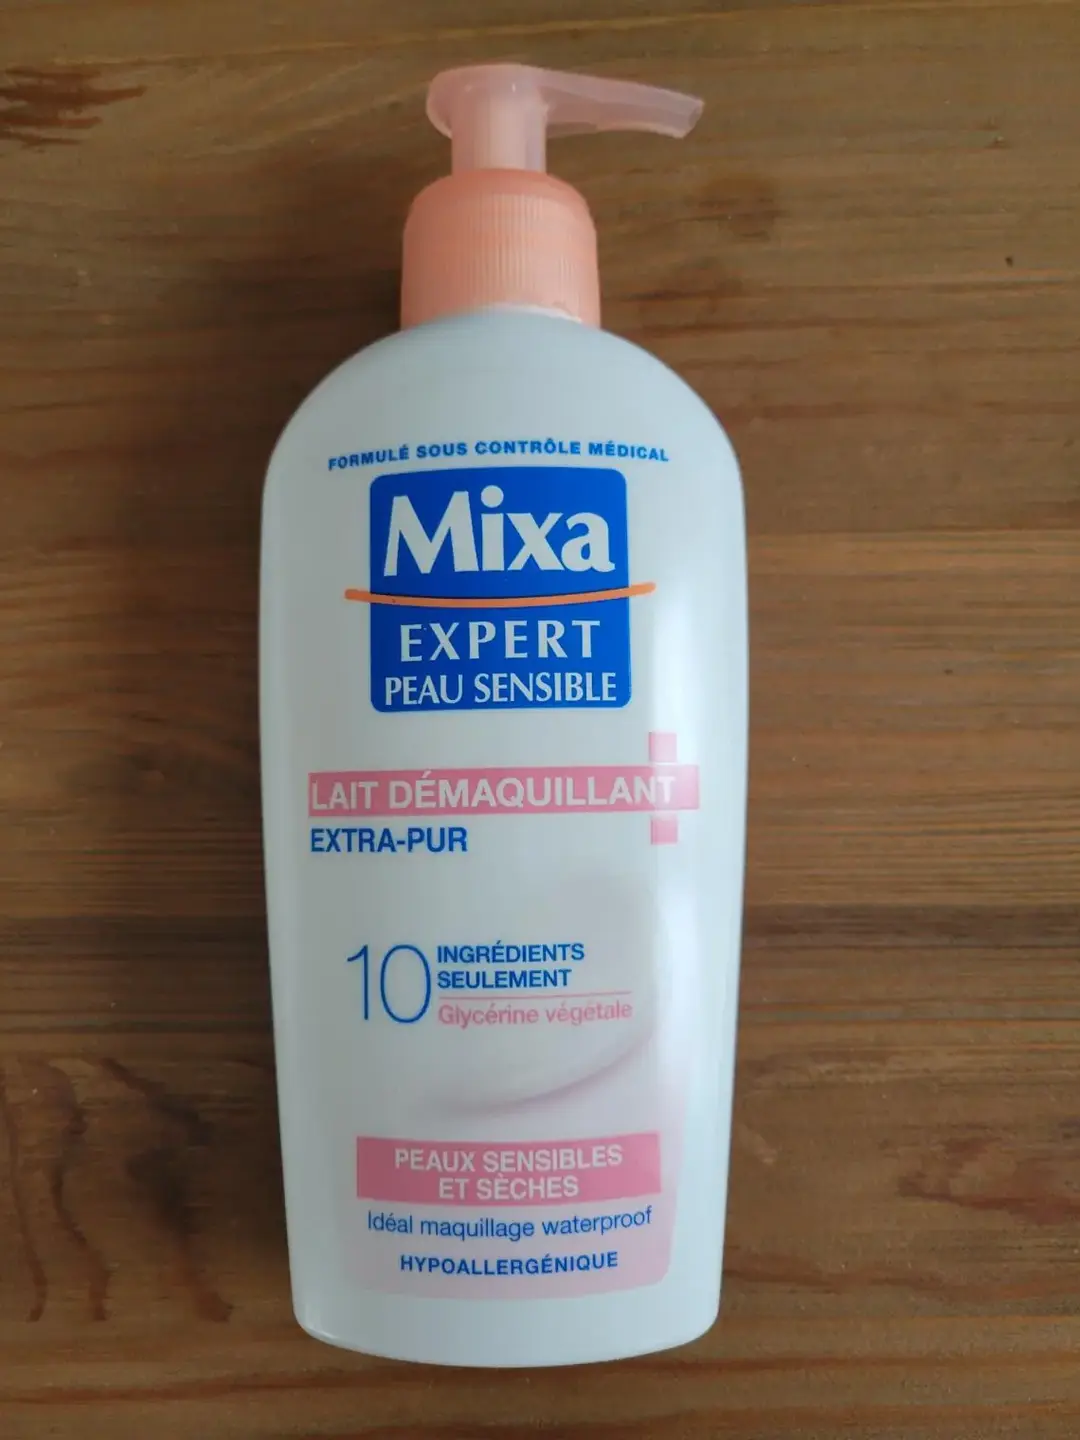 FORMULÉ SOUS CONTRÔLE MÉDICAL
Mixa
EXPERT
PEAU SENSIBLE
LAIT DÉMAQUILLANT
EXTRA-PUR
10 INGRÉDIENTS
SEULEMENT
Glycérine végétale
PEAUX SENSIBLES
ET SÈCHES
Idéal maquillage waterproof
HYPOALLERGÉNIQUE